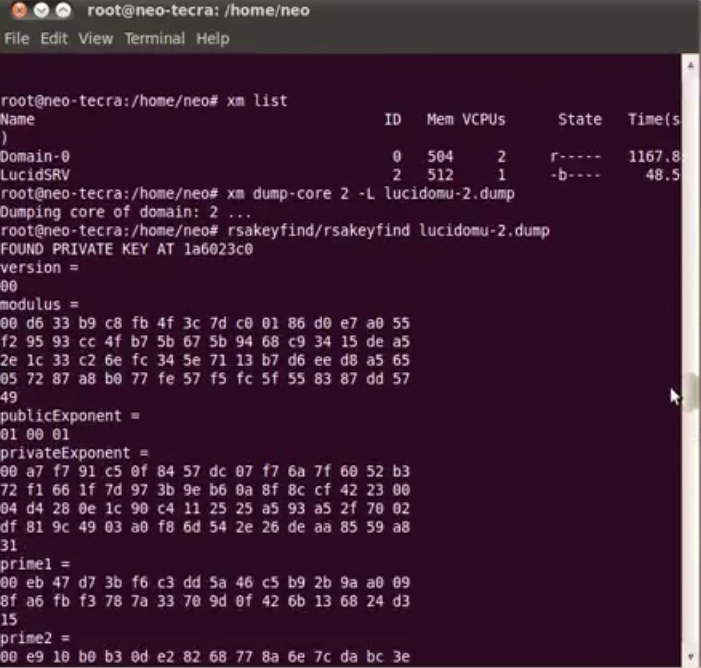 root@neo-tecra: /home/neo
File Edit View Terminal Help
root@neo-tecra:/home/neo# xm list
Name ID Mem VCPUs State Time(s
)
Domain-0 0 504 2 r----- 1167.8
LucidSRV 2 512 1 -b---- 48.5
root@neo-tecra:/home/neo# xm dump-core 2 -L lucidomu-2.dump
Dumping core of domain: 2 ...
root@neo-tecra:/home/neo# rsakeyfind/rsakeyfind lucidomu-2.dump
FOUND PRIVATE KEY AT 1a6023c0
version =
00
modulus =
00 d6 33 b9 c8 fb 4f 3c 7d c0 01 86 d0 e7 a0 55
f2 95 93 cc 4f b7 5b 67 5b 94 68 c9 34 15 de a5
2e 1c 33 c2 6e fc 34 5e 71 13 b7 d6 ee d8 a5 65
05 72 87 a8 b0 77 fe 57 f5 fc 5f 55 83 87 dd 57
49
publicExponent =
01 00 01
privateExponent =
00 a7 f7 91 c5 0f 84 57 dc 07 f7 6a 7f 60 52 b3
72 f1 66 1f 7d 97 3b 9e b6 0a 8f 8c cf 42 23 00
04 d4 28 0e 1c 90 c4 11 25 25 a5 93 a5 2f 70 02
df 81 9c 49 03 a0 f8 6d 54 2e 26 de aa 85 59 a8
31
prime1 =
00 eb 47 d7 3b f6 c3 dd 5a 46 c5 b9 2b 9a a0 09
8f a6 fb f3 78 7a 33 70 9d 0f 42 6b 13 68 24 d3
15
prime2 =
00 e9 10 b0 b3 0d e2 82 68 77 8a 6e 7c da bc 3e